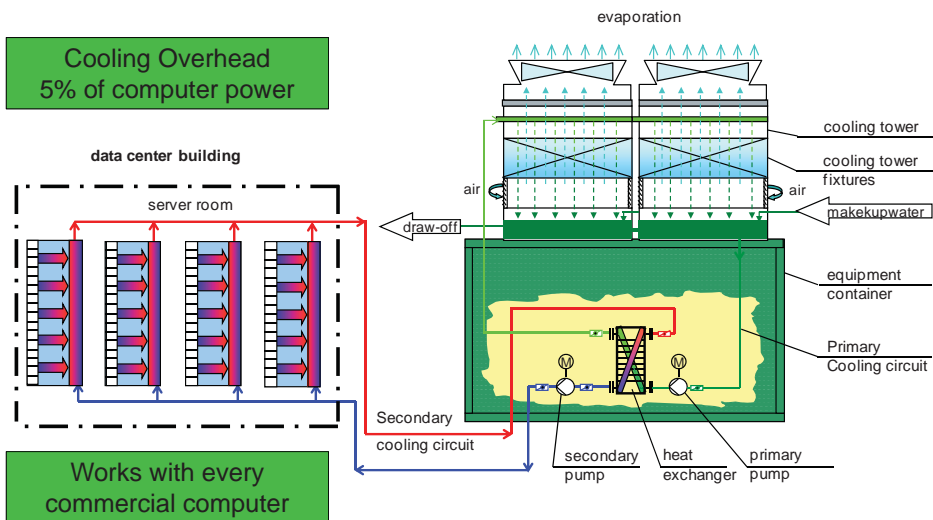 evaporation
Cooling Overhead
5% of computer power
data center building
server room
cooling tower
cooling tower
fixtures
air
air
draw-off
makekupwater
equipment
container
Primary
Cooling circuit
M
M
Secondary
cooling circuit
secondary
pump
heat
exchanger
primary
pump
Works with every
commercial computer